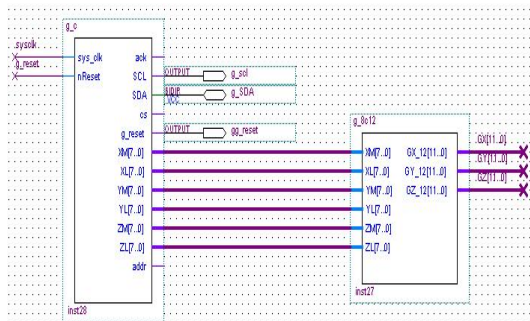 g_c
sysclk
g_reset
sys_clk
nReset
ack
SCL
SDA
cs
g_reset
XM[7..0]
XL[7..0]
YM[7..0]
YL[7..0]
ZM[7..0]
ZL[7..0]
addr
inst28
OUTPUT
g_scl
BIDIR
VCC
g_SDA
OUTPUT
gg_reset
g_8c12
XM[7..0]
XL[7..0]
YM[7..0]
YL[7..0]
ZM[7..0]
ZL[7..0]
GX_12[11..0]
GY_12[11..0]
GZ_12[11..0]
inst27
GX[11..0]
GY[11..0]
GZ[11..0]